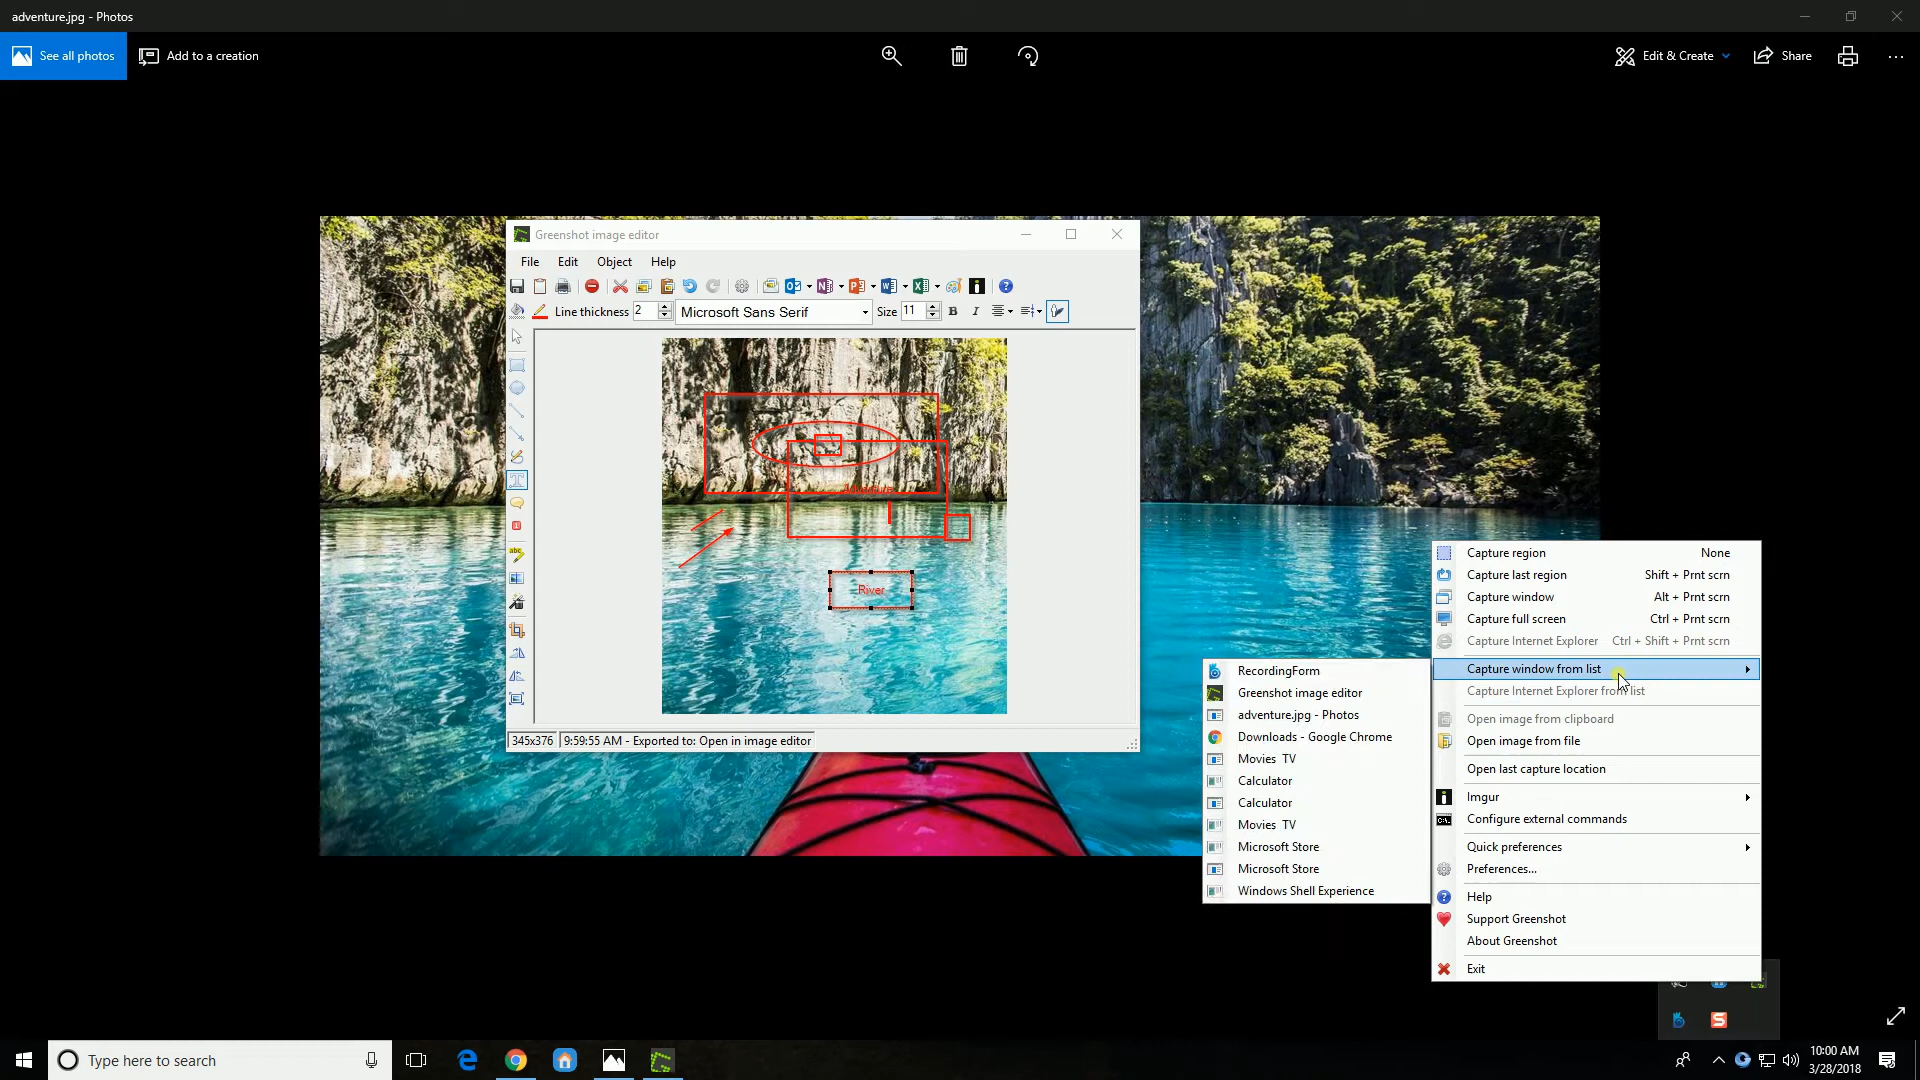 adventure.jpg - Photos
See all photos
Add to a creation
Edit & Create
Share
Greenshot image editor
File Edit Object Help
Line thickness 2 Microsoft Sans Serif Size 11 B I
Adventure
River
345x376 9:59:55 AM - Exported to: Open in image editor
Capture region None
Capture last region Shift + Prnt scrn
Capture window Alt + Prnt scrn
Capture full screen Ctrl + Prnt scrn
Capture Internet Explorer Ctrl + Shift + Prnt scrn
Capture window from list
Capture Internet Explorer from list
Open image from clipboard
Open image from file
Open last capture location
Imgur
Configure external commands
Quick preferences
Preferences...
Help
Support Greenshot
About Greenshot
Exit
RecordingForm
Greenshot image editor
adventure.jpg - Photos
Downloads - Google Chrome
Movies TV
Calculator
Calculator
Movies TV
Microsoft Store
Microsoft Store
Windows Shell Experience
Type here to search
10:00 AM
3/28/2018